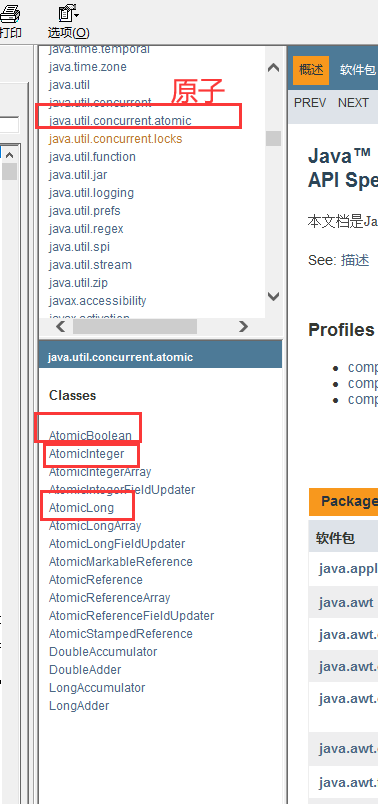 打印
选项(O)
java.time.temporal
java.time.zone
java.util
java.util.concurrent
原子
java.util.concurrent.atomic
java.util.concurrent.locks
java.util.function
java.util.jar
java.util.logging
java.util.prefs
java.util.regex
java.util.spi
java.util.stream
java.util.zip
javax.accessibility
javax.activation
java.util.concurrent.atomic
Classes
AtomicBoolean
AtomicInteger
AtomicIntegerArray
AtomicIntegerFieldUpdater
AtomicLong
AtomicLongArray
AtomicLongFieldUpdater
AtomicMarkableReference
AtomicReference
AtomicReferenceArray
AtomicReferenceFieldUpdater
AtomicStampedReference
DoubleAccumulator
DoubleAdder
LongAccumulator
LongAdder
概述 软件包
PREV NEXT
Java™
API Spe
本文档是Ja
See: 描述
Profiles
comp
comp
comp
Package
软件包
java.appl
java.awt
java.awt.
java.awt.
java.awt.
java.awt.
java.awt.